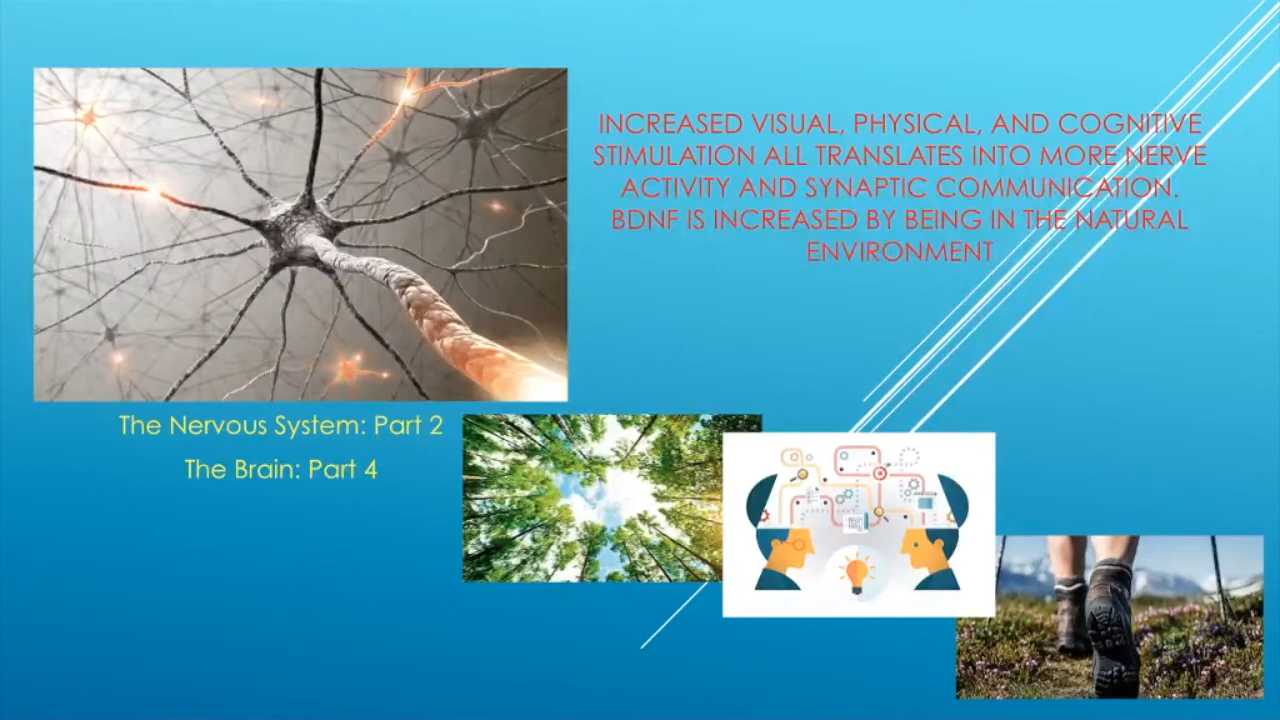 INCREASED VISUAL, PHYSICAL, AND COGNITIVE
STIMULATION ALL TRANSLATES INTO MORE NERVE
ACTIVITY AND SYNAPTIC COMMUNICATION.
BDNF IS INCREASED BY BEING IN THE NATURAL
ENVIRONMENT
The Nervous System: Part 2
The Brain: Part 4